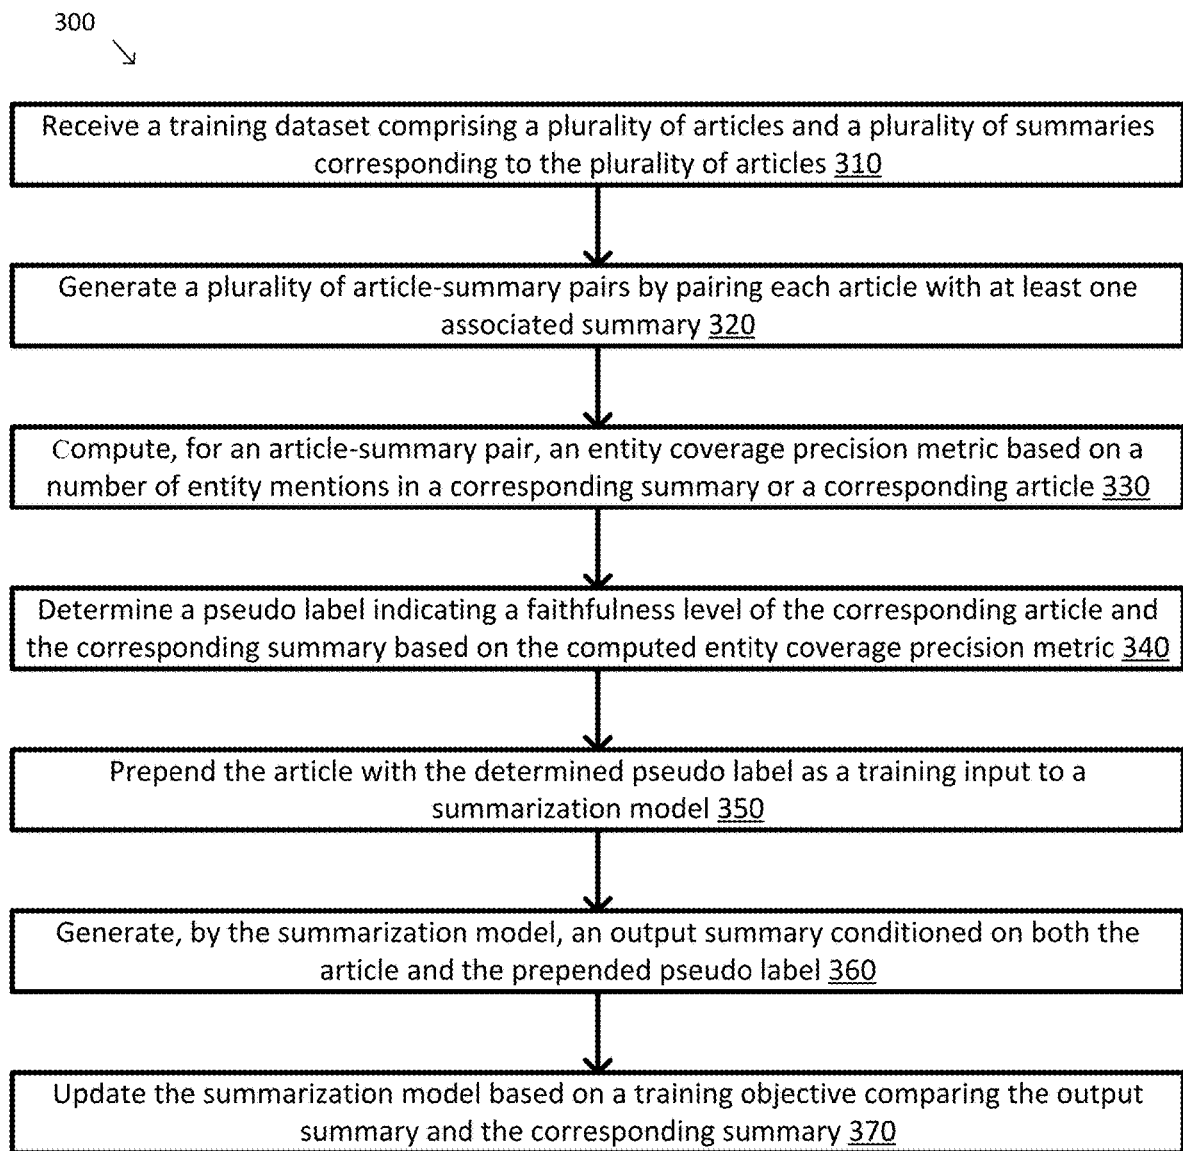 300
Receive a training dataset comprising a plurality of articles and a plurality of summaries
corresponding to the plurality of articles 310
Generate a plurality of article-summary pairs by pairing each article with at least one
associated summary 320
Compute, for an article-summary pair, an entity coverage precision metric based on a
number of entity mentions in a corresponding summary or a corresponding article 330
Determine a pseudo label indicating a faithfulness level of the corresponding article and
the corresponding summary based on the computed entity coverage precision metric 340
Prepend the article with the determined pseudo label as a training input to a
summarization model 350
Generate, by the summarization model, an output summary conditioned on both the
article and the prepended pseudo label 360
Update the summarization model based on a training objective comparing the output
summary and the corresponding summary 370